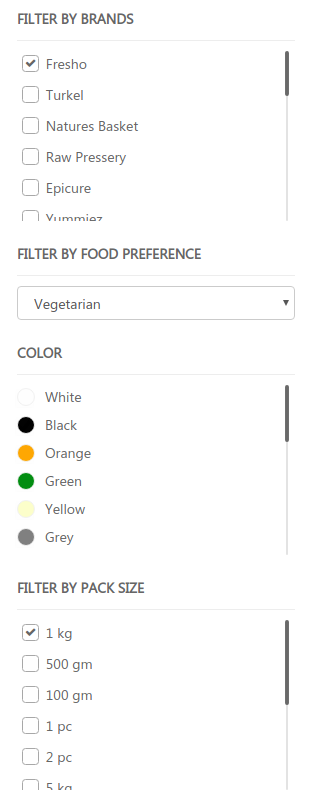 FILTER BY BRANDS
Fresho
Turkel
Natures Basket
Raw Pressery
Epicure
Yummiez
FILTER BY FOOD PREFERENCE
Vegetarian
COLOR
White
Black
Orange
Green
Yellow
Grey
FILTER BY PACK SIZE
1 kg
500 gm
100 gm
1 pc
2 pc
5 kg